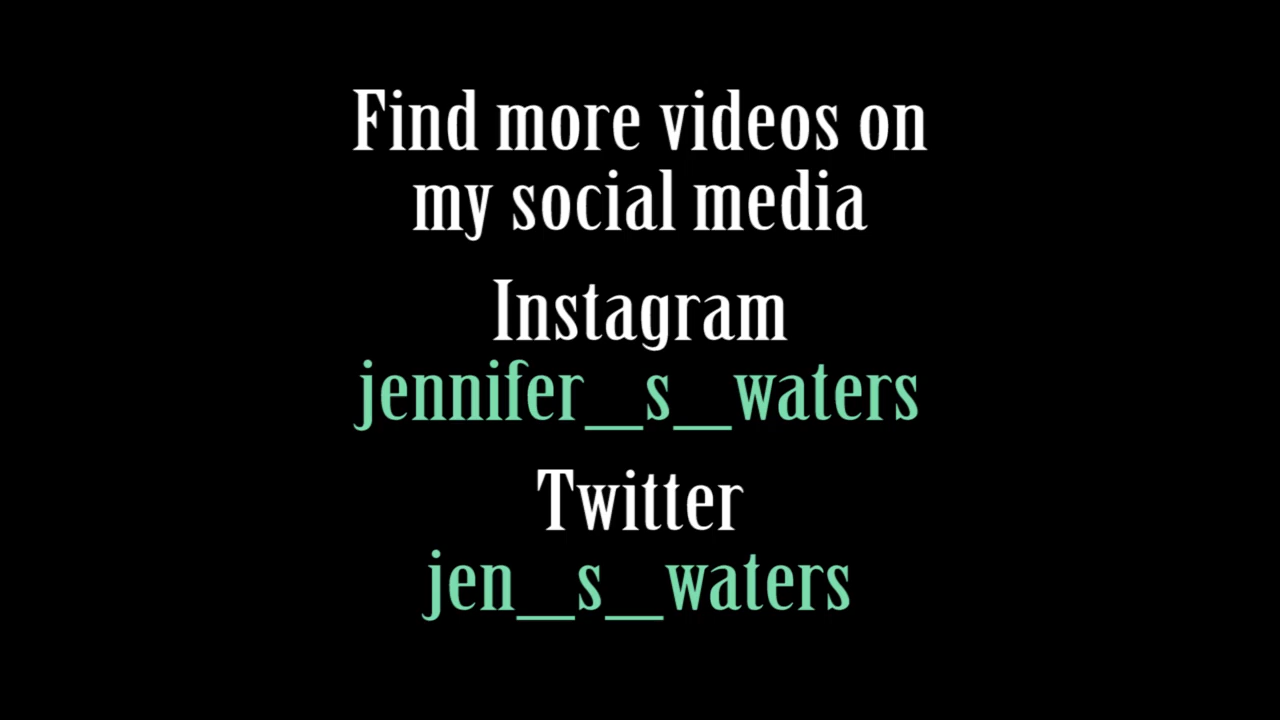 Find more videos on
my social media
Instagram
jennifer__s__waters
Twitter
jen__s__waters